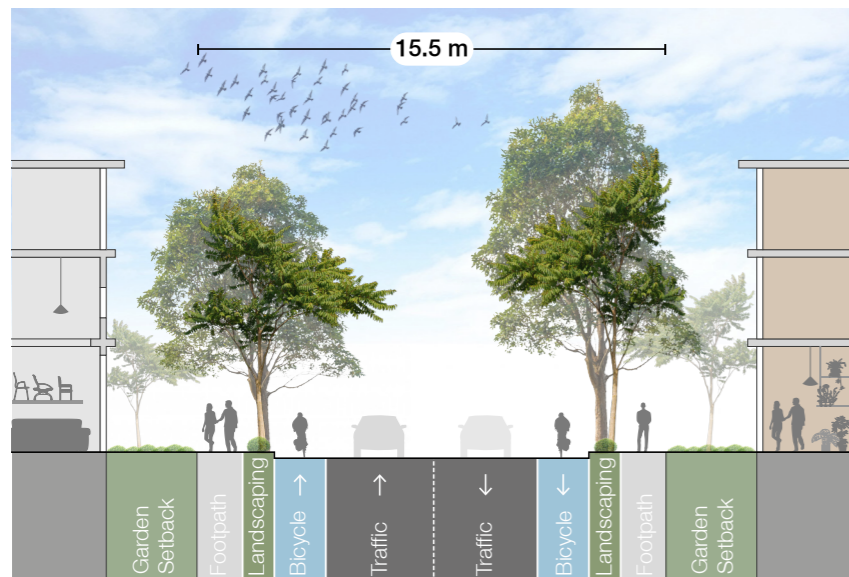 15.5 m
Garden
Setback
Footpath
Landscaping
Bicycle →
Traffic →
Traffic ←
Bicycle ←
Landscaping
Footpath
Garden
Setback